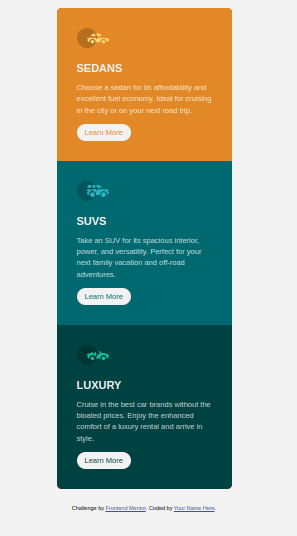 SEDANS
Choose a sedan for its affordability and
excellent fuel economy. Ideal for cruising
in the city or on your next road trip.
Learn More
SUVS
Take an SUV for its spacious interior,
power, and versatility. Perfect for your
next family vacation and off-road
adventures.
Learn More
LUXURY
Cruise in the best car brands without the
bloated prices. Enjoy the enhanced
comfort of a luxury rental and arrive in
style.
Learn More
Challenge by Frontend Mentor. Coded by Your Name Here.